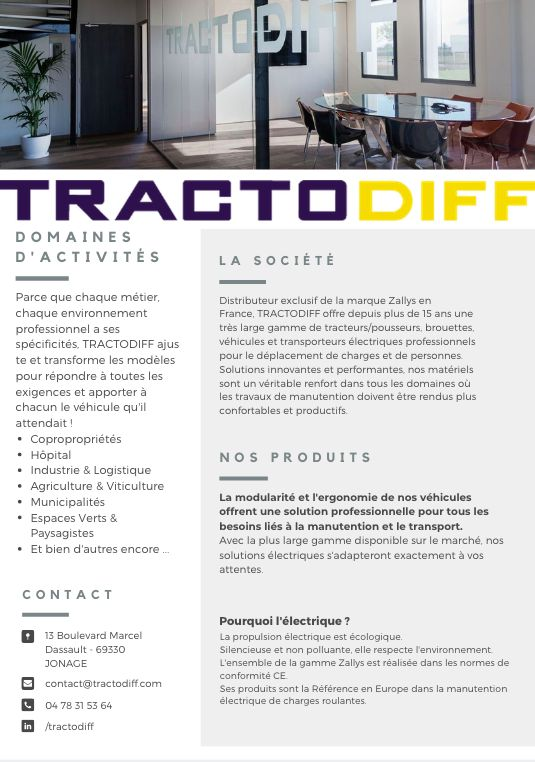 TRACTODIFF
TRACTODIFF
DOMAINES
D'ACTIVITÉS
Parce que chaque métier,
chaque environnement
professionnel a ses
spécificités, TRACTODIFF ajus
te et transforme les modèles
pour répondre à toutes les
exigences et apporter à
chacun le véhicule qu'il
attendait !
• Copropriétés
• Hôpital
• Industrie & Logistique
• Agriculture & Viticulture
• Municipalités
• Espaces Verts &
Paysagistes
• Et bien d'autres encore ...
CONTACT
13 Boulevard Marcel
Dassault - 69330
JONAGE
contact@tractodiff.com
04 78 31 53 64
in /tractodiff
LA SOCIÉTÉ
Distributeur exclusif de la marque Zallys en
France, TRACTODIFF offre depuis plus de 15 ans une
très large gamme de tracteurs/pousseurs, brouettes,
véhicules et transporteurs électriques professionnels
pour le déplacement de charges et de personnes.
Solutions innovantes et performantes, nos matériels
sont un véritable renfort dans tous les domaines où
les travaux de manutention doivent être rendus plus
confortables et productifs.
NOS PRODUITS
La modularité et l'ergonomie de nos véhicules
offrent une solution professionnelle pour tous les
besoins liés à la manutention et le transport.
Avec la plus large gamme disponible sur le marché, nos
solutions électriques s'adapteront exactement à vos
attentes.
Pourquoi l'électrique ?
La propulsion électrique est écologique.
Silencieuse et non polluante, elle respecte l'environnement.
L'ensemble de la gamme Zallys est réalisée dans les normes de
conformité CE.
Ses produits sont la Référence en Europe dans la manutention
électrique de charges roulantes.